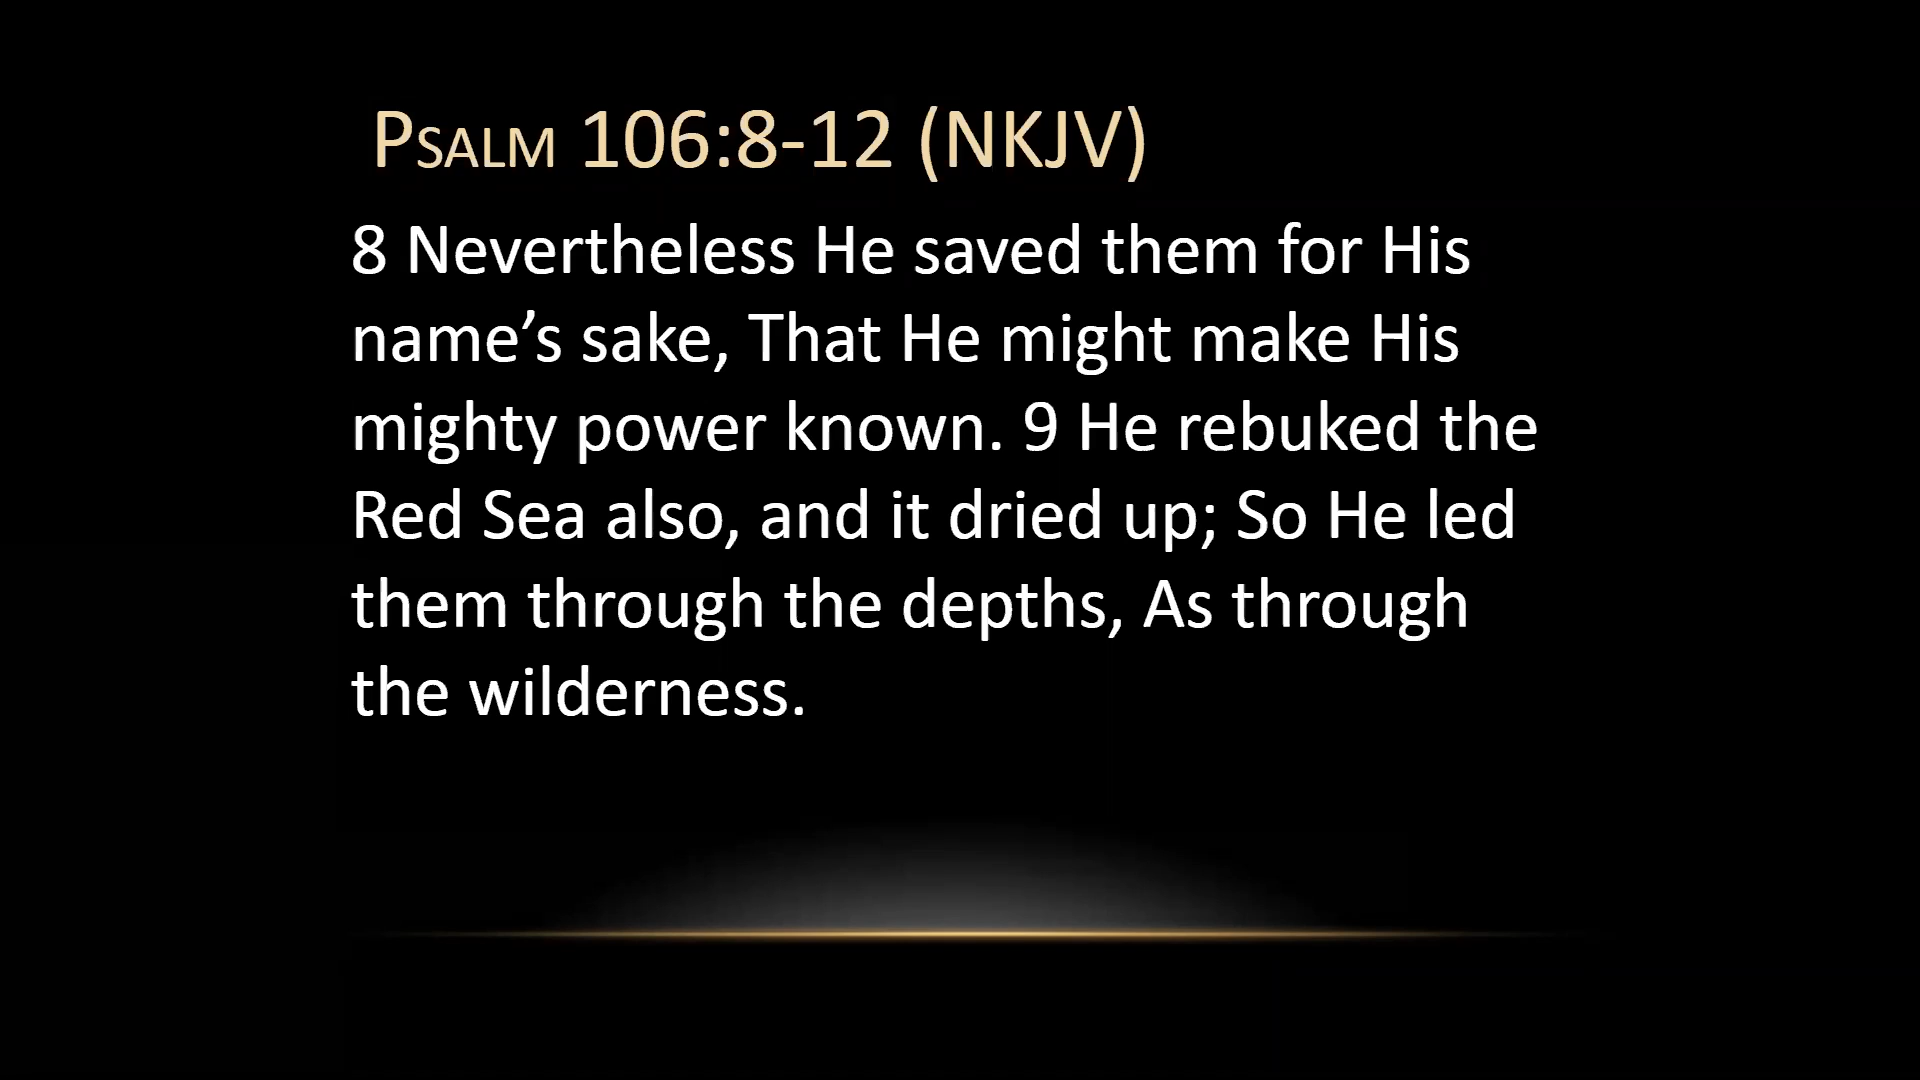 Psalm 106:8-12 (NKJV)
8 Nevertheless He saved them for His
name’s sake, That He might make His
mighty power known. 9 He rebuked the
Red Sea also, and it dried up; So He led
them through the depths, As through
the wilderness.